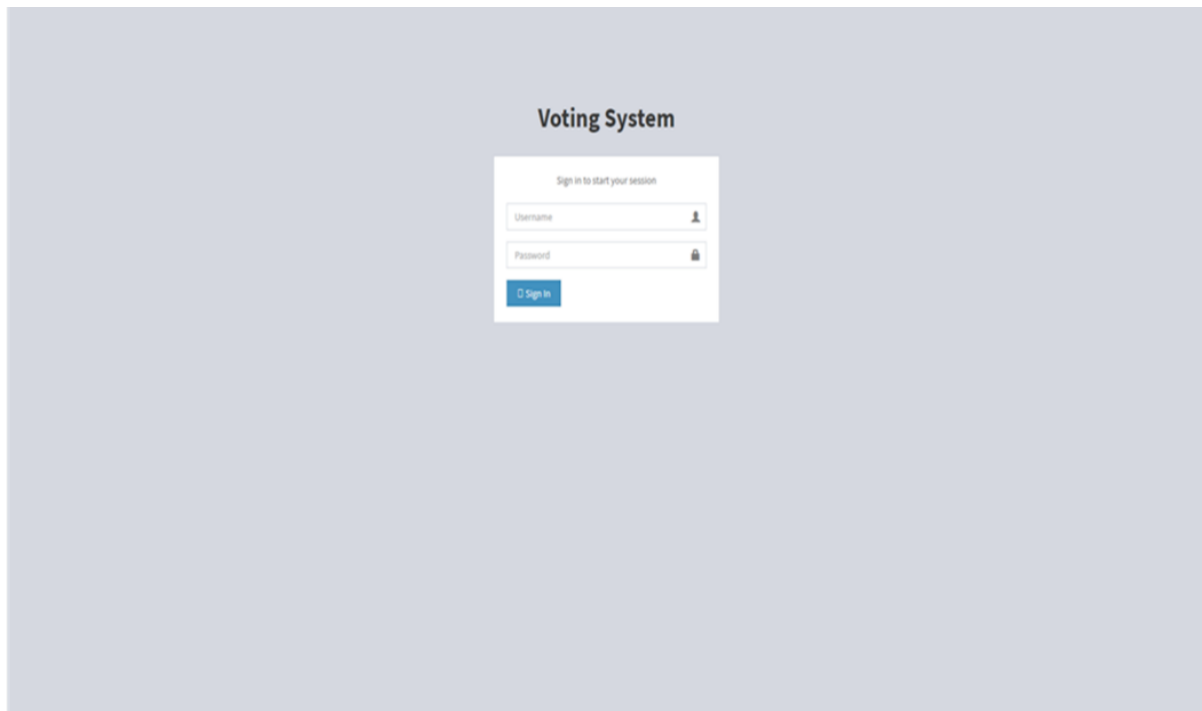 Voting System
Sign in to start your session
Username
Password
Sign In